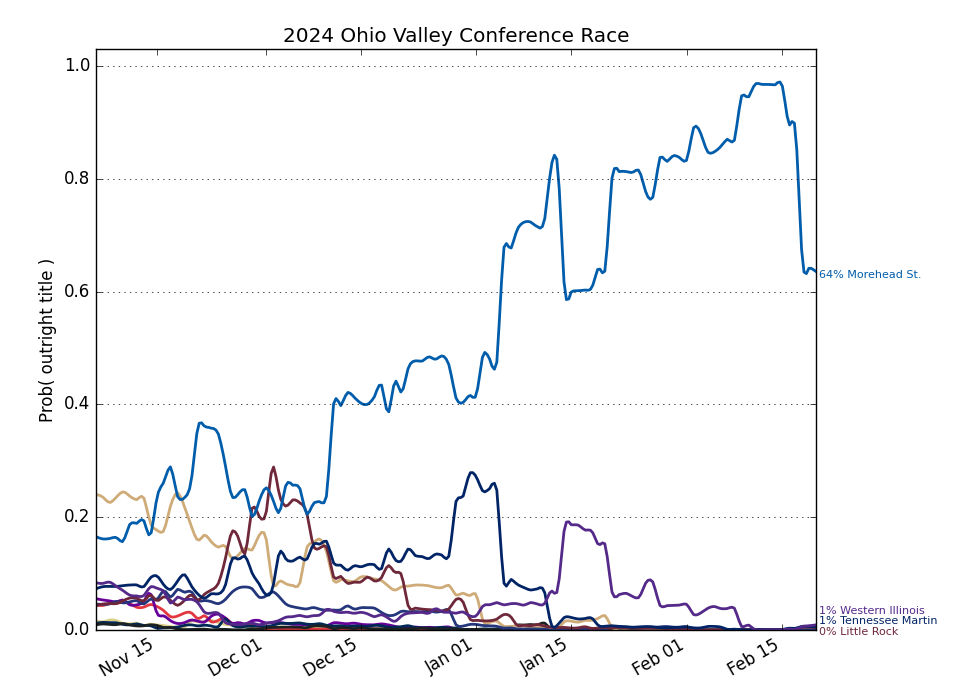 2024 Ohio Valley Conference Race
Prob( outright title )
1.0
0.8
0.6
0.4
0.2
0.0
Nov 15
Dec 01
Dec 15
Jan 01
Jan 15
Feb 01
Feb 15
64% Morehead St.
1% Western Illinois
1% Tennessee Martin
0% Little Rock